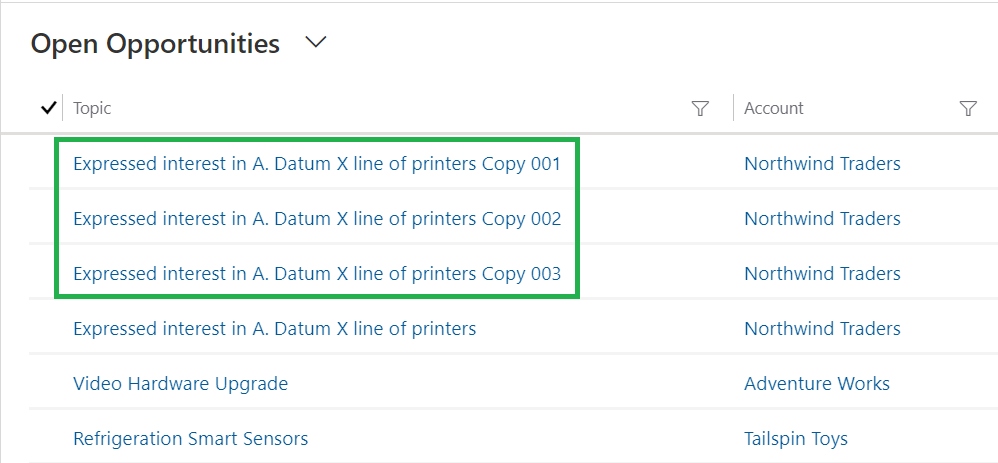 Open Opportunities
Topic Account
Expressed interest in A. Datum X line of printers Copy 001 Northwind Traders
Expressed interest in A. Datum X line of printers Copy 002 Northwind Traders
Expressed interest in A. Datum X line of printers Copy 003 Northwind Traders
Expressed interest in A. Datum X line of printers Northwind Traders
Video Hardware Upgrade Adventure Works
Refrigeration Smart Sensors Tailspin Toys